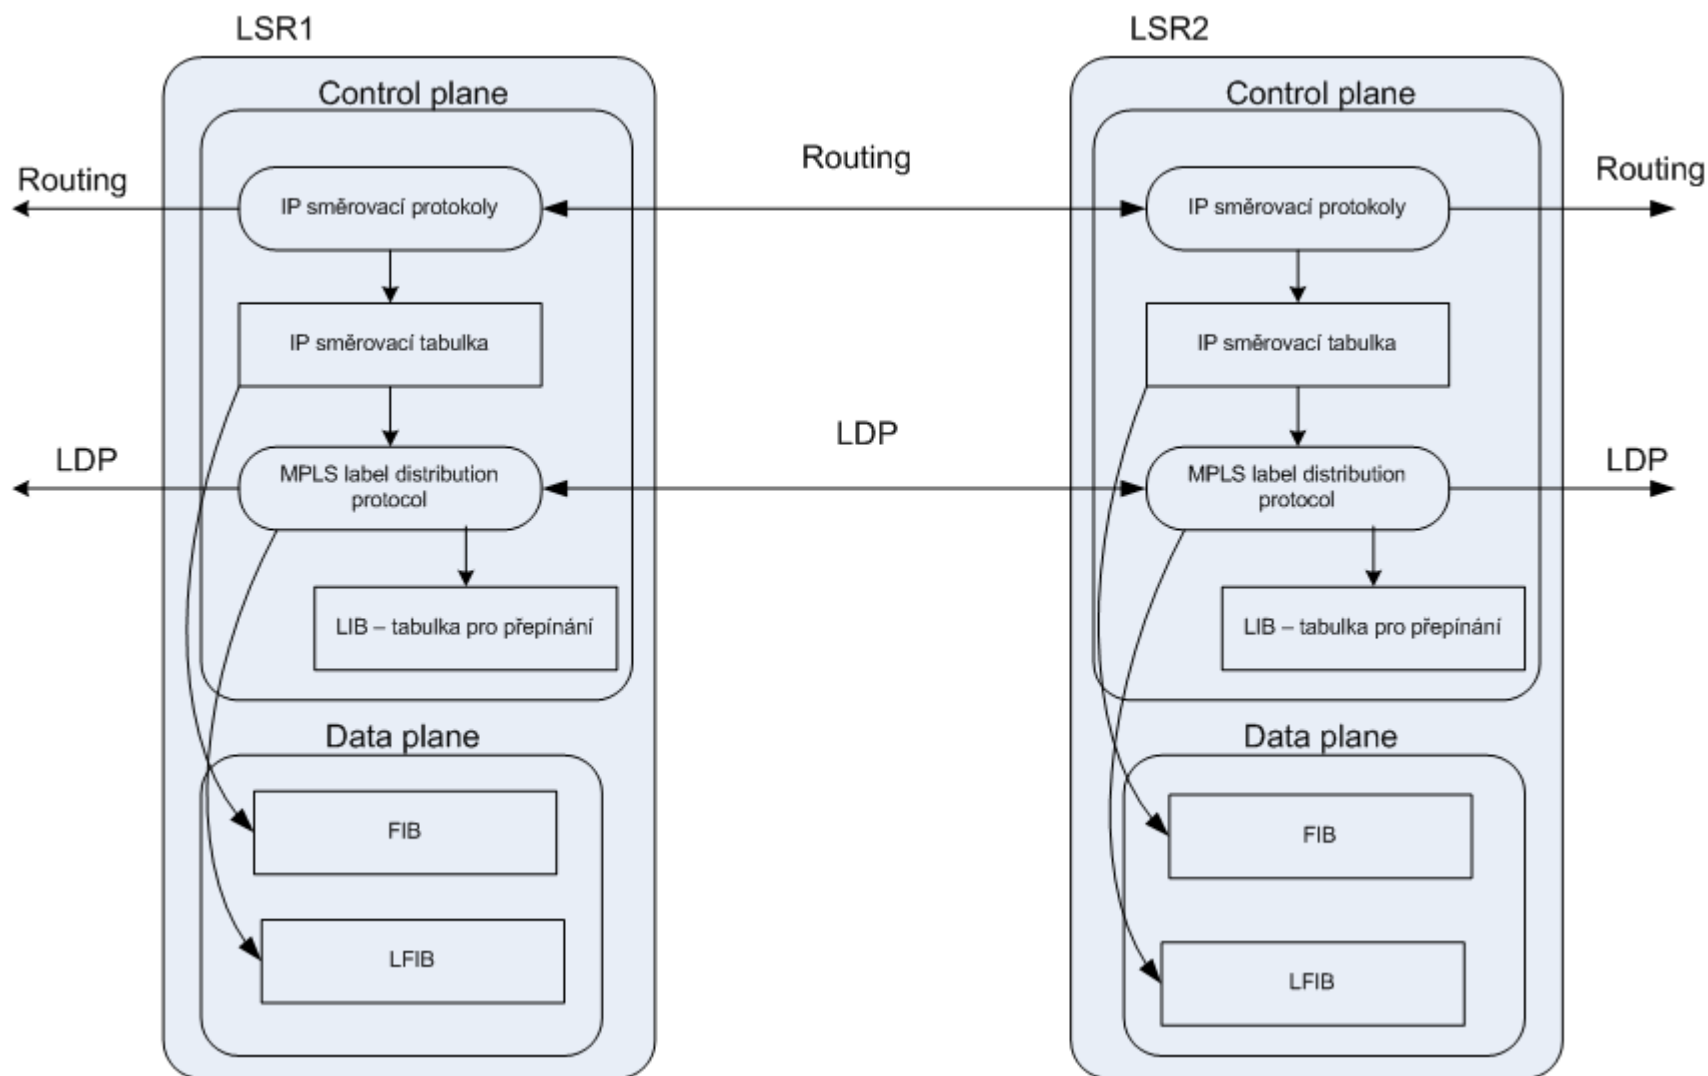 LSR1
LSR2
Control plane
Control plane
Routing
Routing
Routing
IP směrovací protokoly
IP směrovací protokoly
IP směrovací tabulka
IP směrovací tabulka
LDP
LDP
LDP
MPLS label distribution
protocol
MPLS label distribution
protocol
LIB – tabulka pro přepínání
LIB – tabulka pro přepínání
Data plane
Data plane
FIB
FIB
LFIB
LFIB